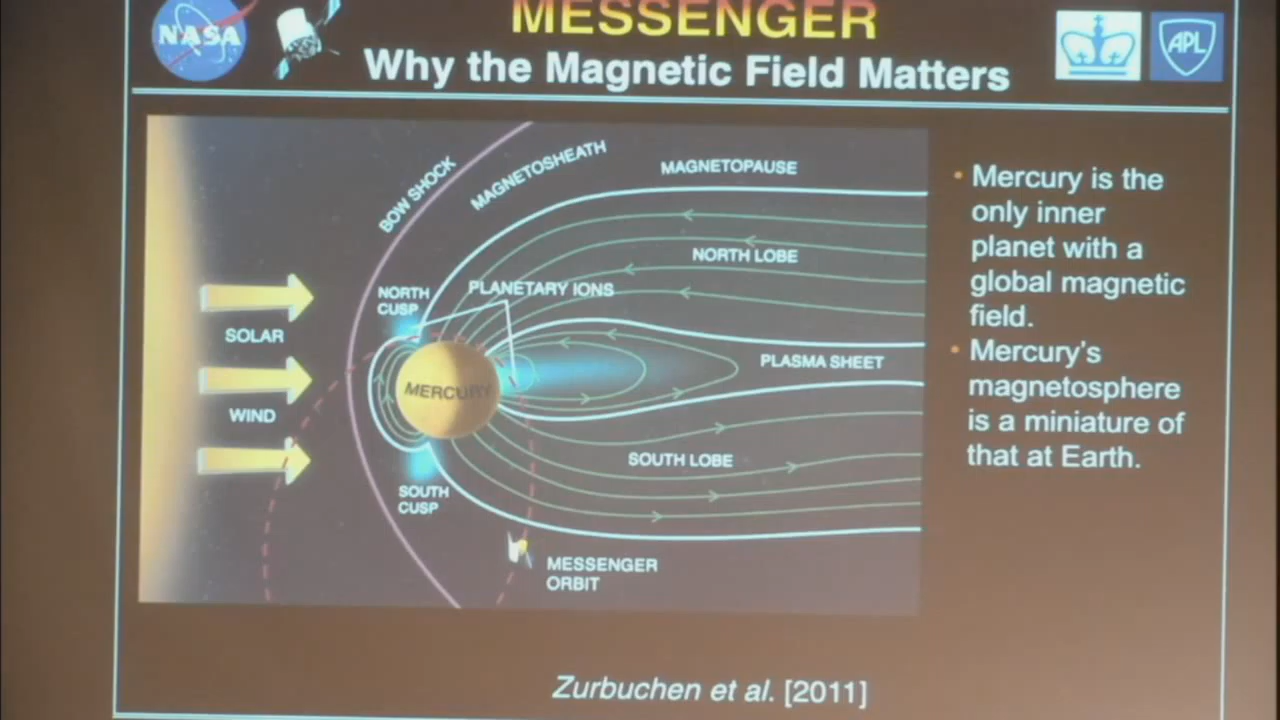 NASA
MESSENGER
APL
Why the Magnetic Field Matters
BOW SHOCK
MAGNETOSHEATH
MAGNETOPAUSE
NORTH LOBE
NORTH
CUSP
PLANETARY IONS
SOLAR
WIND
MERCURY
PLASMA SHEET
SOUTH LOBE
SOUTH
CUSP
MESSENGER
ORBIT
• Mercury is the
only inner
planet with a
global magnetic
field.
• Mercury's
magnetosphere
is a miniature of
that at Earth.
Zurbuchen et al. [2011]